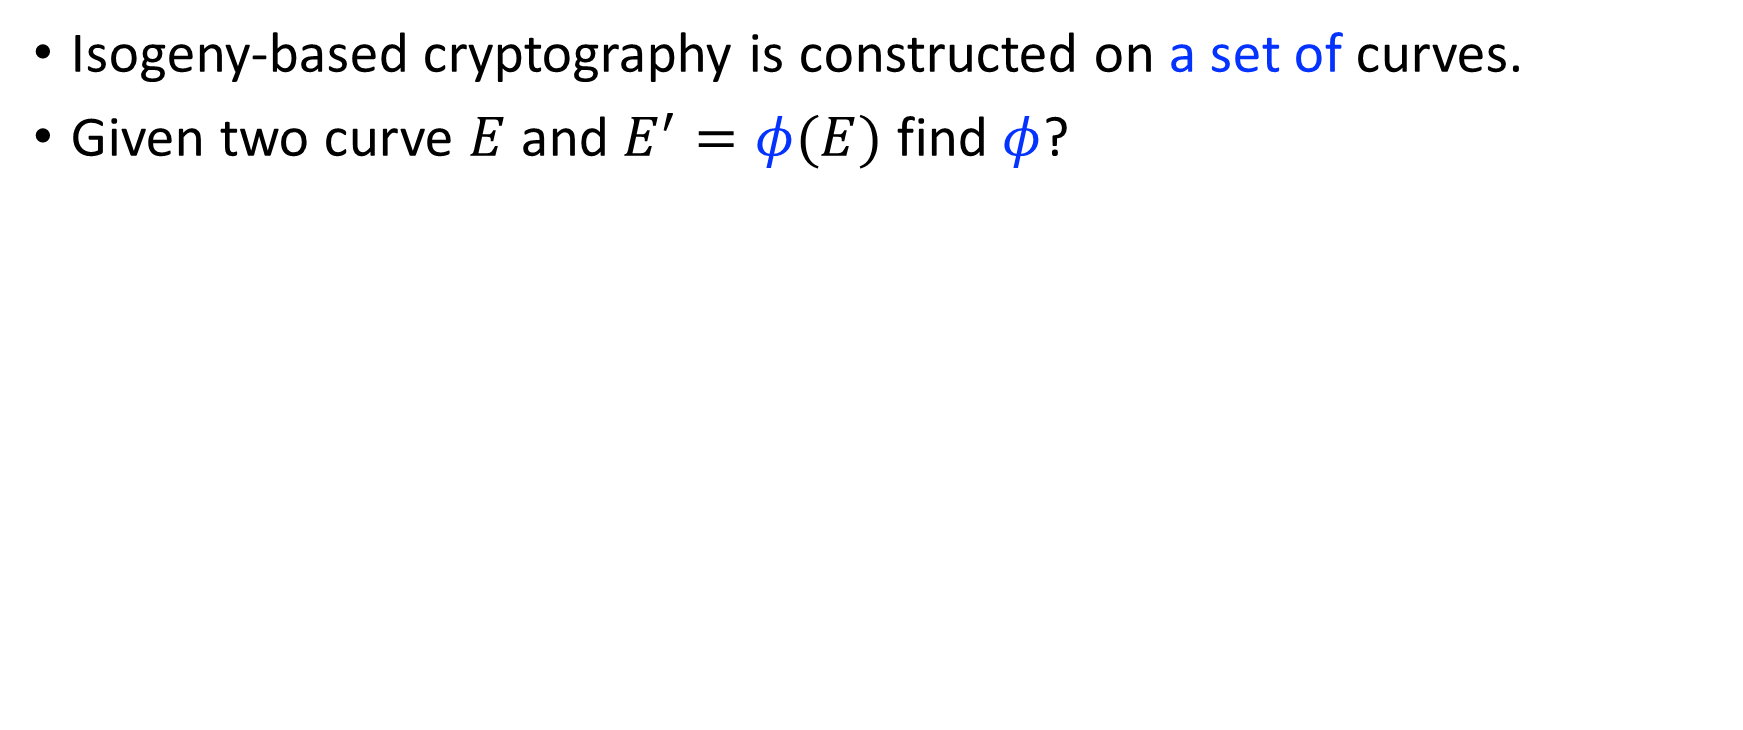 • Isogeny-based cryptography is constructed on a set of curves.
• Given two curve E and E′ = ϕ(E) find ϕ?